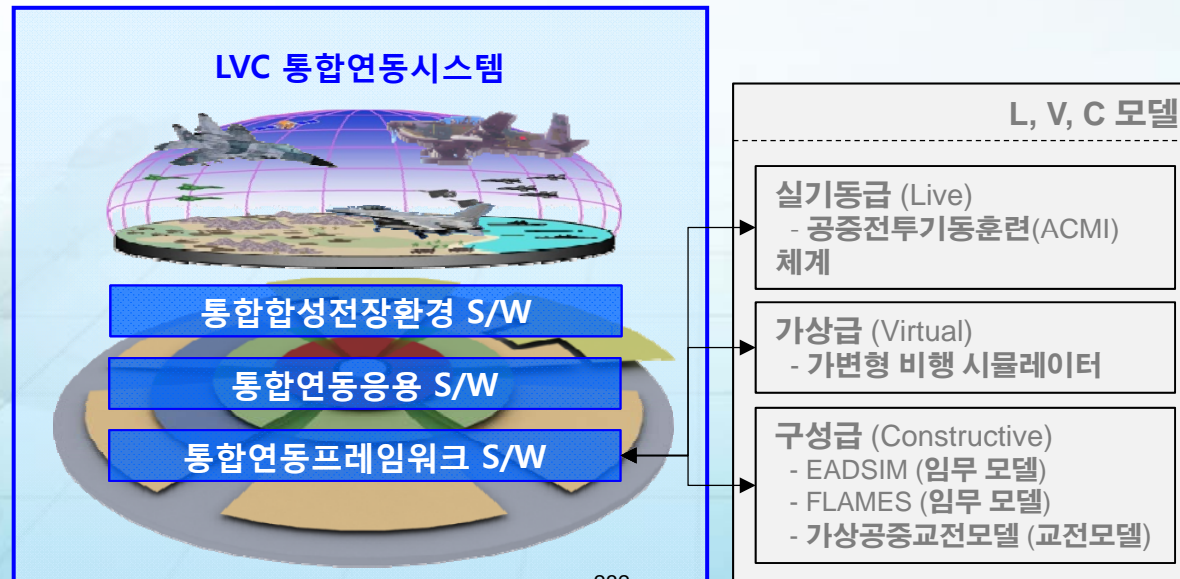 LVC 통합연동시스템
통합합성전장환경 S/W
통합연동응용 S/W
통합연동프레임워크 S/W
L, V, C 모델
실기동급 (Live)
- 공중전투기동훈련(ACMI)
체계
가상급 (Virtual)
- 가변형 비행 시뮬레이터
구성급 (Constructive)
- EADSIM (임무 모델)
- FLAMES (임무 모델)
- 가상공중교전모델 (교전모델)